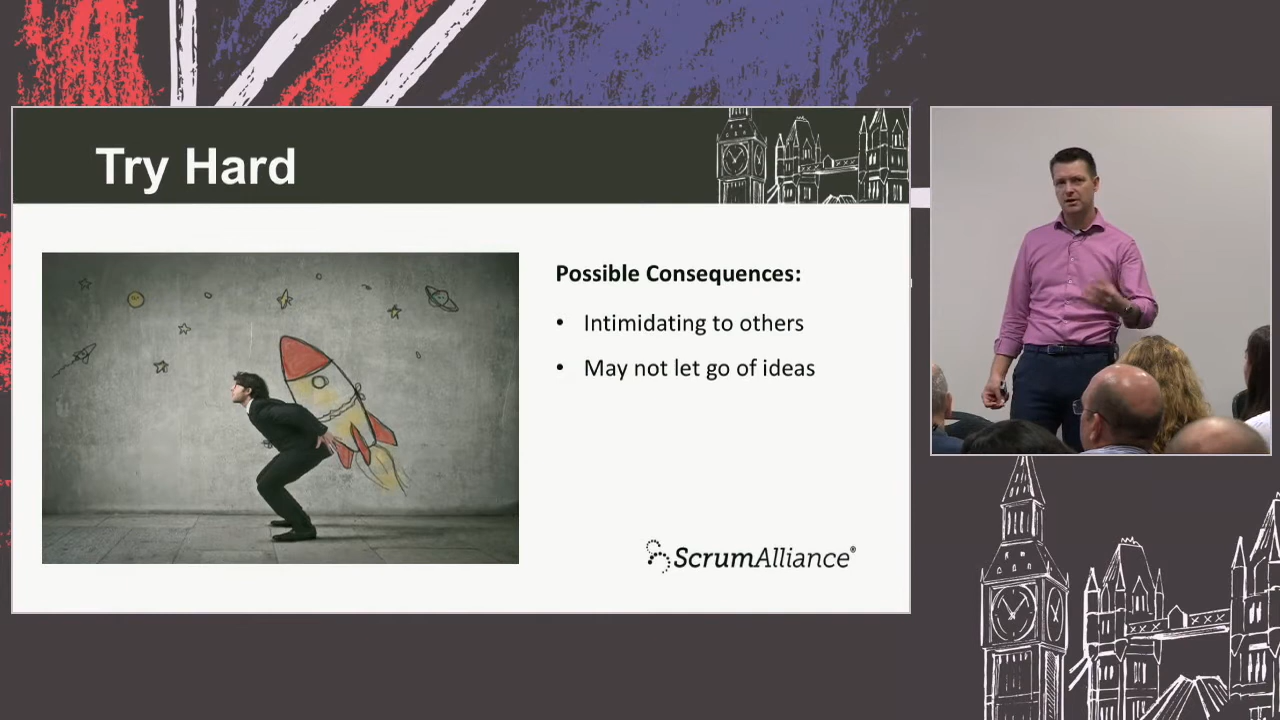 Try Hard
Possible Consequences:
• Intimidating to others
• May not let go of ideas
ScrumAlliance®